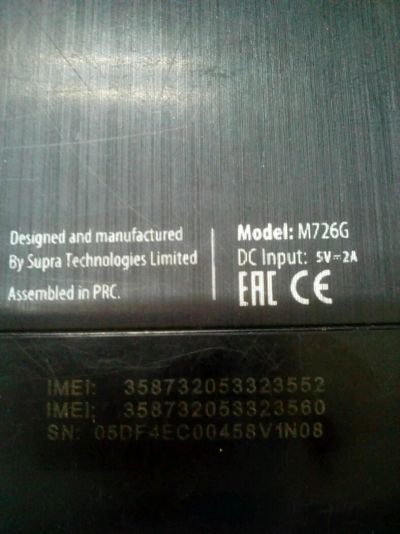 Designed and manufactured
By Supra Technologies Limited
Assembled in PRC.
Model: M726G
DC Input: 5V⎓2A
EAC CE
IMEI: 358732053323552
IMEI: 358732053323560
SN: 05DF4EC00458V1N08